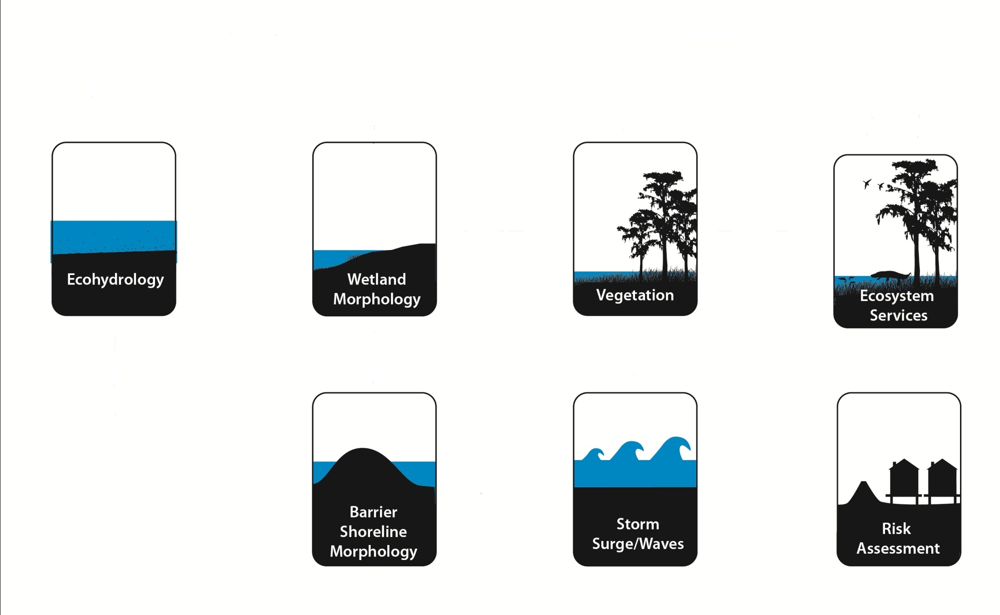 Ecohydrology
Wetland
Morphology
Vegetation
Ecosystem
Services
Barrier
Shoreline
Morphology
Storm
Surge/Waves
Risk
Assessment